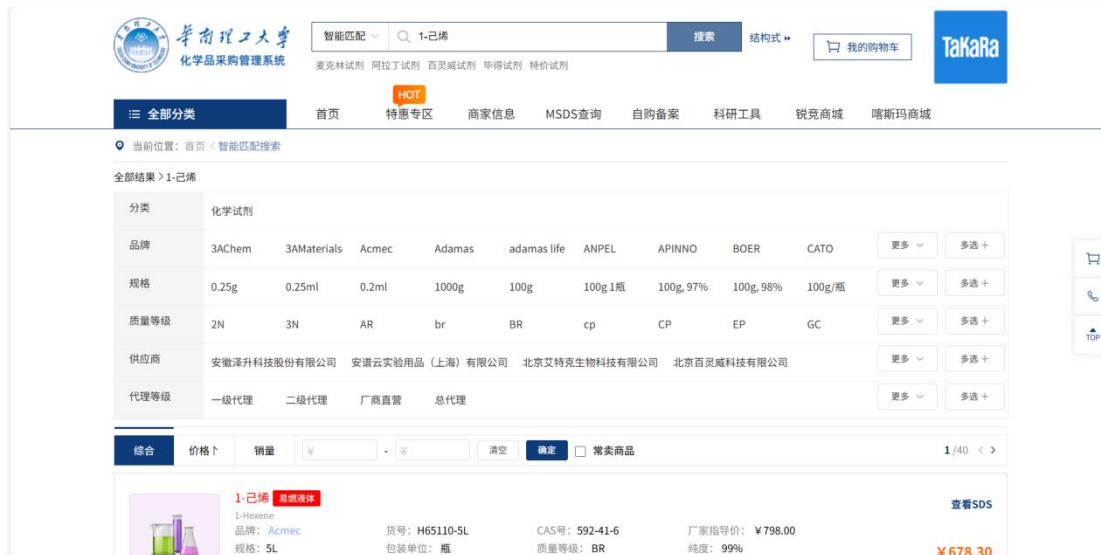 华南理工大学
化学品采购管理系统
智能匹配 1-己烯 搜索 结构式
我的购物车
TaKaRa
麦克林试剂 阿拉丁试剂 百灵威试剂 毕得试剂 特价试剂
HOT
全部分类 首页 特惠专区 商家信息 MSDS查询 自购备案 科研工具 锐竞商城 喀斯玛商城
当前位置：首页 < 智能匹配搜索
全部结果 > 1-己烯
分类 化学试剂
品牌 3AChem 3AMaterials Acmec Adamas adamas life ANPEL APINNO BOER CATO 更多 多选 +
规格 0.25g 0.25ml 0.2ml 1000g 100g 100g 1瓶 100g, 97% 100g, 98% 100g/瓶 更多 多选 +
质量等级 2N 3N AR br BR cp CP EP GC 更多 多选 +
TOP
供应商 安徽泽升科技股份有限公司 安谱云实验用品（上海）有限公司 北京艾特克生物科技有限公司 北京百灵威科技有限公司 更多 多选 +
代理等级 一级代理 二级代理 厂商直营 总代理 更多 多选 +
综合 价格 销量 ¥ - ¥ 清空 确定 常卖商品 1 /40 < >
1-己烯 易燃液体 查看SDS
1-Hexene
品牌： Acmec 货号： H65110-5L CAS号： 592-41-6 厂家指导价： ￥798.00
规格： 5L 包装单位： 瓶 质量等级： BR 纯度： 99% ￥678.30